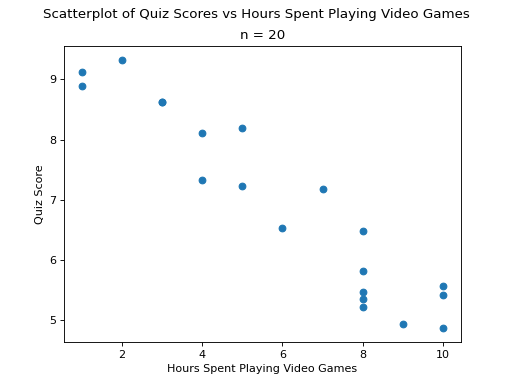 Scatterplot of Quiz Scores vs Hours Spent Playing Video Games
n = 20
9
8
7
6
5
Quiz Score
2
4
6
8
10
Hours Spent Playing Video Games